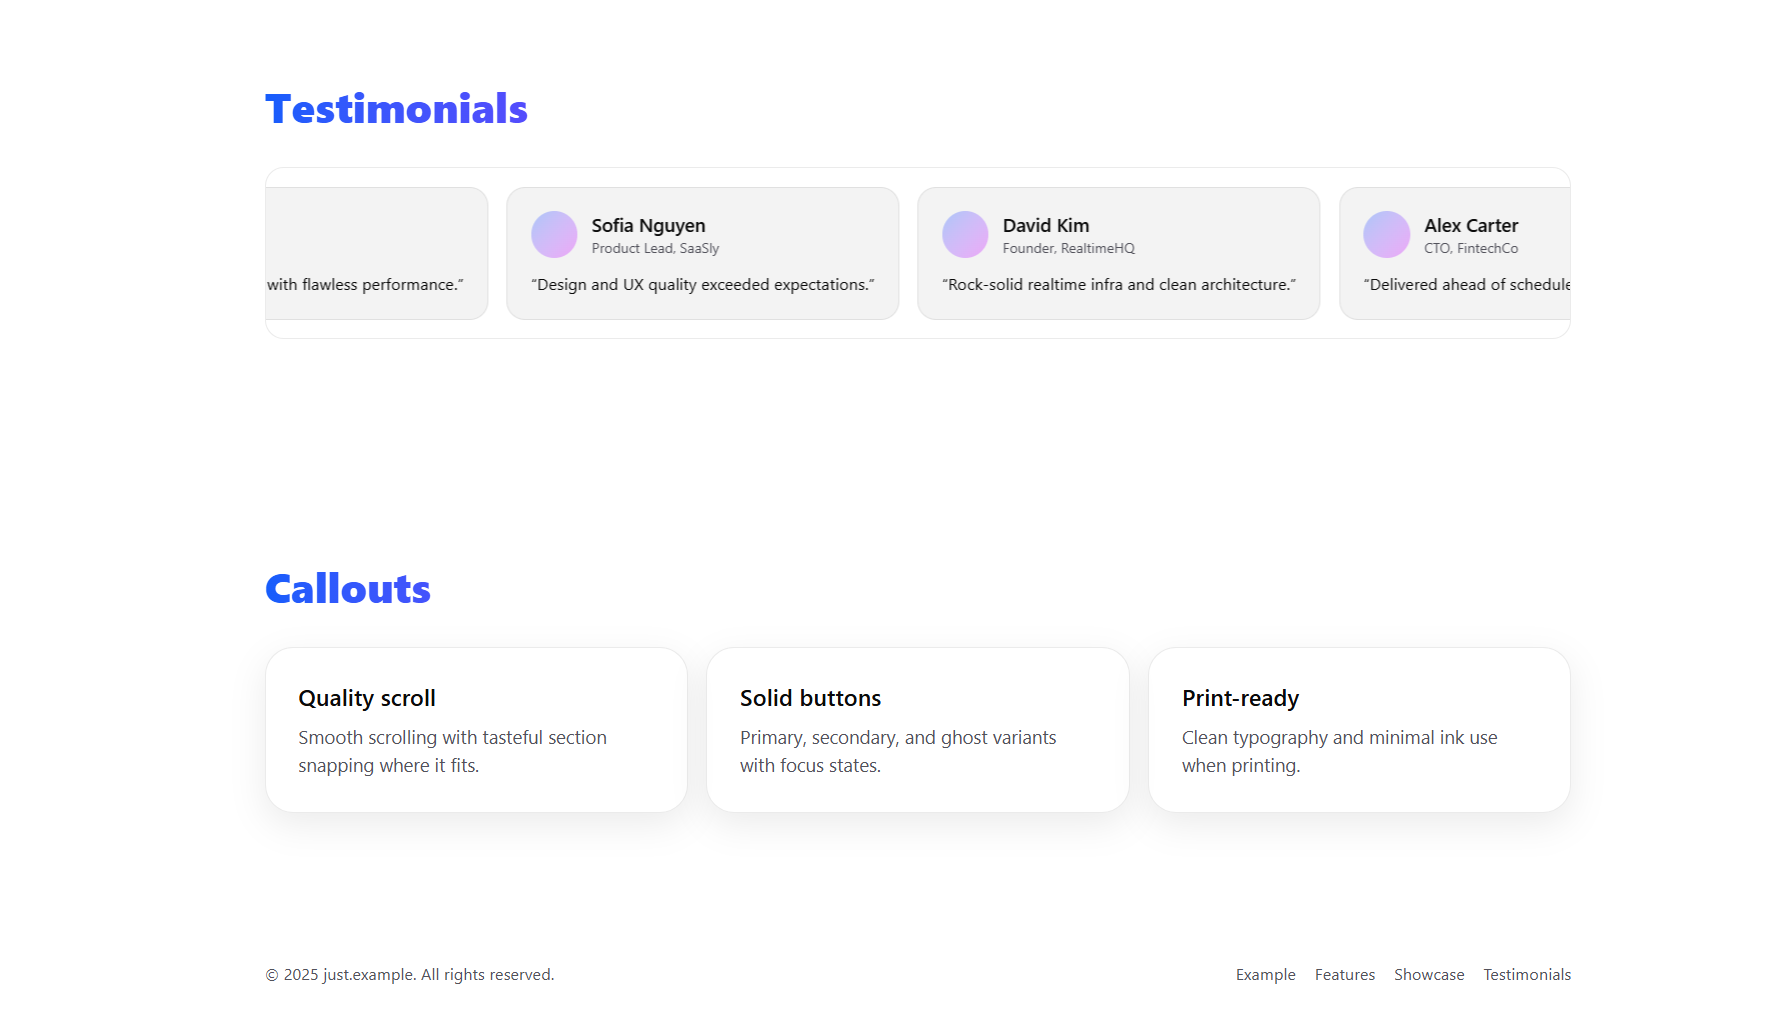 Testimonials
with flawless performance.”
Sofia Nguyen
Product Lead, SaaSly
“Design and UX quality exceeded expectations.”
David Kim
Founder, RealtimeHQ
“Rock-solid realtime infra and clean architecture.”
Alex Carter
CTO, FintechCo
“Delivered ahead of schedule
Callouts
Quality scroll
Smooth scrolling with tasteful section
snapping where it fits.
Solid buttons
Primary, secondary, and ghost variants
with focus states.
Print-ready
Clean typography and minimal ink use
when printing.
© 2025 just.example. All rights reserved.
Example Features Showcase Testimonials